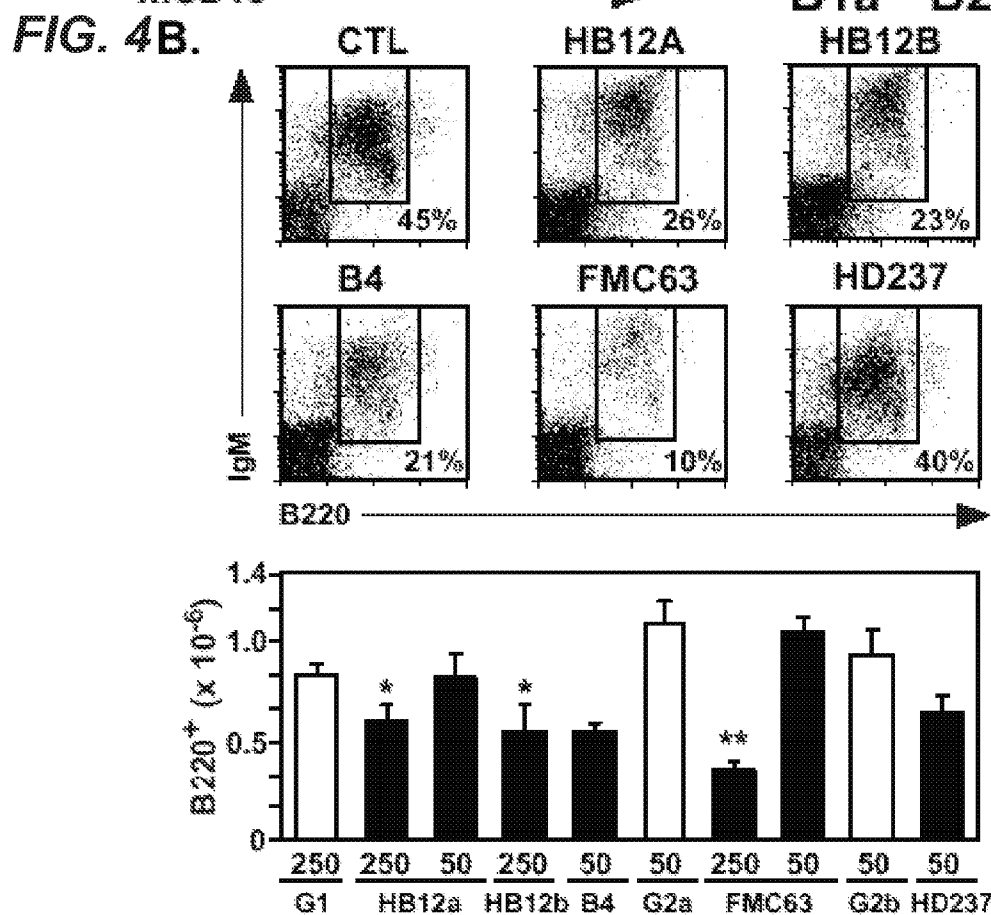 FIG. 4B.
CTL HB12A HB12B
45% 26% 23%
B4 FMC63 HD237
21% 10% 40%
IgM
B220
B220+ (x 10-6)
1.4
1.0
0.5
0
* * **
250 250 50 250 50 50 250 50 50 50
G1 HB12a HB12b B4 G2a FMC63 G2b HD237